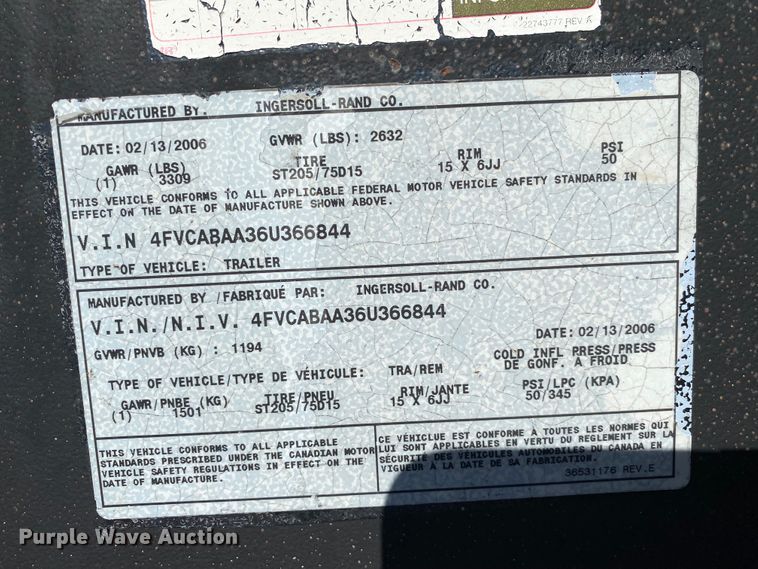 22743777 REV A
MANUFACTURED BY. INGERSOLL-RAND CO.
DATE: 02/13/2006 GVWR (LBS): 2632
GAWR (LBS) TIRE RIM PSI
(1) 3309 ST205/75D15 15 X 6JJ 50
THIS VEHICLE CONFORMS TO ALL APPLICABLE FEDERAL MOTOR VEHICLE SAFETY STANDARDS IN
EFFECT ON THE DATE OF MANUFACTURE SHOWN ABOVE.
V.I.N 4FVCABAA36U366844
TYPE OF VEHICLE: TRAILER
MANUFACTURED BY /FABRIQUÉ PAR: INGERSOLL-RAND CO.
V.I.N./N.I.V. 4FVCABAA36U366844
GVWR/PNVB (KG) : 1194 DATE: 02/13/2006
COLD INFL PRESS/PRESS
DE GONF. A FROID
TYPE OF VEHICLE/TYPE DE VÉHICULE: TRA/REM
GAWR/PNBE (KG) TIRE/PNEU RIM/JANTE PSI/LPC (KPA)
(1) 1501 ST205/75D15 15 X 6JJ 50/345
THIS VEHICLE CONFORMS TO ALL APPLICABLE
STANDARDS PRESCRIBED UNDER THE CANADIAN MOTOR
VEHICLE SAFETY REGULATIONS IN EFFECT ON THE
DATE OF MANUFACTURE.
CE VÉHICLUE EST CONFORME À TOUTES LES NORMES QUI
LUI SONT APPLICABLES EN VERTU DU REGLEMENT SUR LA
SÉCURITÉ DES VÉHICULES AUTOMOBILES DU CANADA EN
VIGUEUR À LA DATE DE SA FABRICATION.
36531176 REV.E
Purple Wave Auction